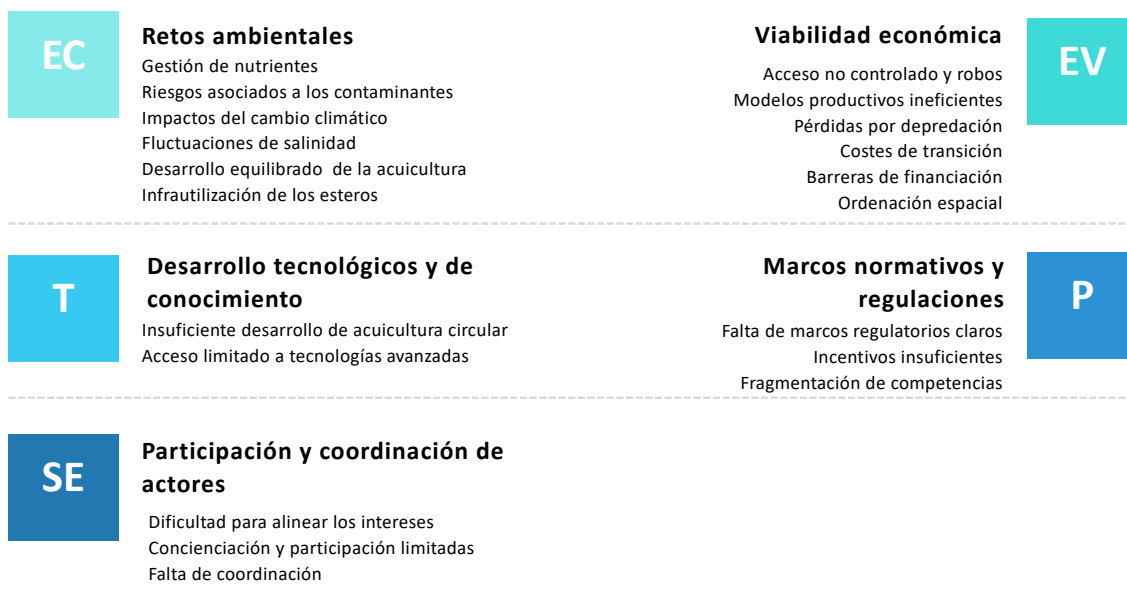 EC
Retos ambientales
Gestión de nutrientes
Riesgos asociados a los contaminantes
Impactos del cambio climático
Fluctuaciones de salinidad
Desarrollo equilibrado  de la acuicultura
Infrautilización de los esteros
Viabilidad económica
EV
Acceso no controlado y robos
Modelos productivos ineficientes
Pérdidas por depredación
Costes de transición
Barreras de financiación
Ordenación espacial
T
Desarrollo tecnológicos y de
conocimiento
Insuficiente desarrollo de acuicultura circular
Acceso limitado a tecnologías avanzadas
Marcos normativos y
regulaciones
P
Falta de marcos regulatorios claros
Incentivos insuficientes
Fragmentación de competencias
SE
Participación y coordinación de
actores
Dificultad para alinear los intereses
Concienciación y participación limitadas
Falta de coordinación